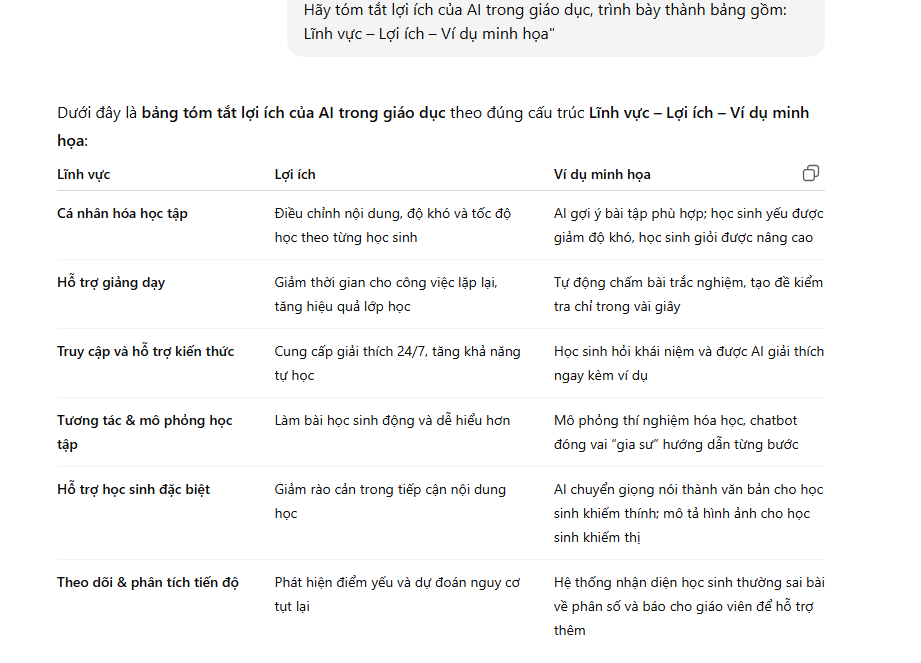 Hãy tóm tắt lợi ích của AI trong giáo dục, trình bày thành bảng gồm:
Lĩnh vực – Lợi ích – Ví dụ minh họa"
Dưới đây là bảng tóm tắt lợi ích của AI trong giáo dục theo đúng cấu trúc Lĩnh vực – Lợi ích – Ví dụ minh
họa:
Lĩnh vực
Lợi ích
Ví dụ minh họa
Cá nhân hóa học tập
Điều chỉnh nội dung, độ khó và tốc độ
học theo từng học sinh
AI gợi ý bài tập phù hợp; học sinh yếu được
giảm độ khó, học sinh giỏi được nâng cao
Hỗ trợ giảng dạy
Giảm thời gian cho công việc lặp lại,
tăng hiệu quả lớp học
Tự động chấm bài trắc nghiệm, tạo đề kiểm
tra chỉ trong vài giây
Truy cập và hỗ trợ kiến thức
Cung cấp giải thích 24/7, tăng khả năng
tự học
Học sinh hỏi khái niệm và được AI giải thích
ngay kèm ví dụ
Tương tác & mô phỏng học
tập
Làm bài học sinh động và dễ hiểu hơn
Mô phỏng thí nghiệm hóa học, chatbot
đóng vai “gia sư” hướng dẫn từng bước
Hỗ trợ học sinh đặc biệt
Giảm rào cản trong tiếp cận nội dung
học
AI chuyển giọng nói thành văn bản cho học
sinh khiếm thính; mô tả hình ảnh cho học
sinh khiếm thị
Theo dõi & phân tích tiến độ
Phát hiện điểm yếu và dự đoán nguy cơ
tụt lại
Hệ thống nhận diện học sinh thường sai bài
về phân số và báo cho giáo viên để hỗ trợ
thêm